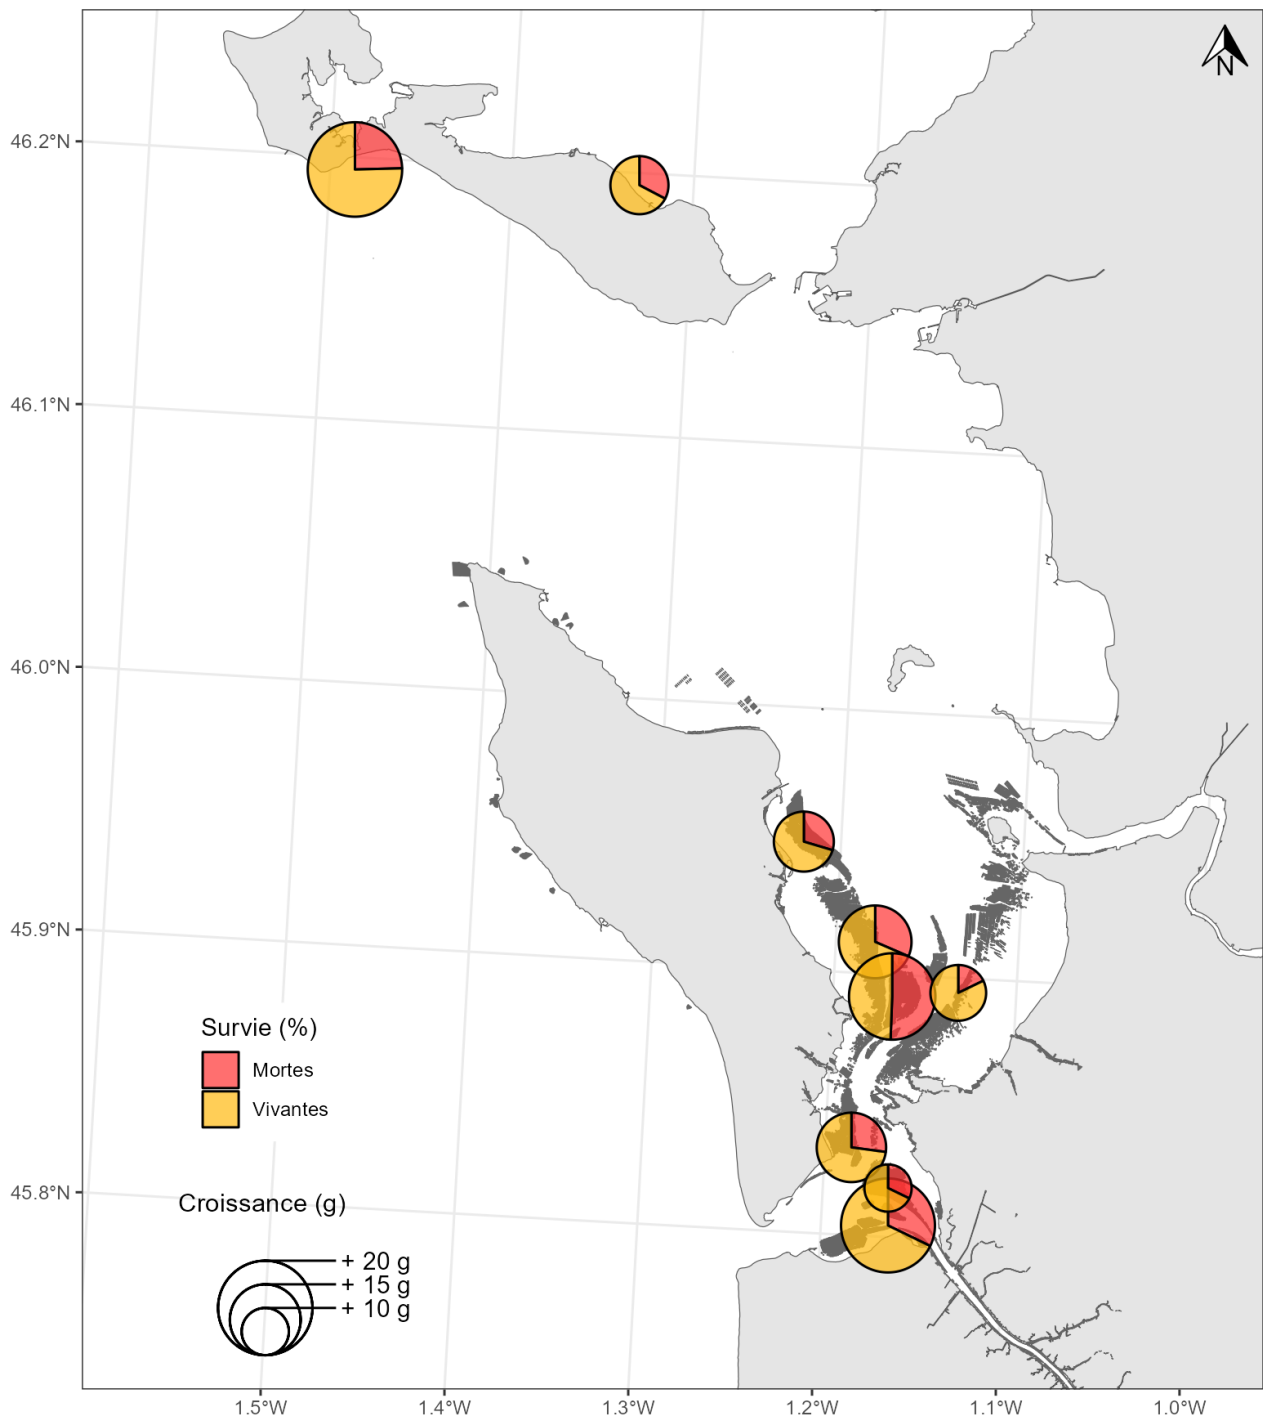 N
46.2°N
46.1°N
46.0°N
45.9°N
45.8°N
Survie (%)
Mortes
Vivantes
Croissance (g)
+ 20 g
+ 15 g
+ 10 g
1.5°W 1.4°W 1.3°W 1.2°W 1.1°W 1.0°W